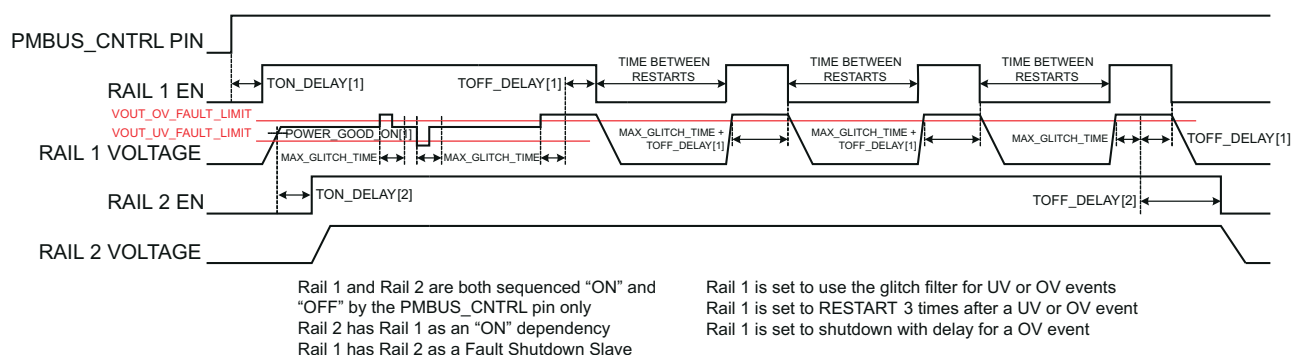 PMBUS_CNTRL PIN
RAIL 1 EN
TON_DELAY[1]
TOFF_DELAY[1]
TIME BETWEEN
RESTARTS
TIME BETWEEN
RESTARTS
TIME BETWEEN
RESTARTS
VOUT_OV_FAULT_LIMIT
VOUT_UV_FAULT_LIMIT
POWER_GOOD_ON[1]
RAIL 1 VOLTAGE
MAX_GLITCH_TIME
MAX_GLITCH_TIME
MAX_GLITCH_TIME +
TOFF_DELAY[1]
MAX_GLITCH_TIME +
TOFF_DELAY[1]
MAX_GLITCH_TIME
TOFF_DELAY[1]
RAIL 2 EN
TON_DELAY[2]
TOFF_DELAY[2]
RAIL 2 VOLTAGE
Rail 1 and Rail 2 are both sequenced “ON” and
“OFF” by the PMBUS_CNTRL pin only
Rail 2 has Rail 1 as an “ON” dependency
Rail 1 has Rail 2 as a Fault Shutdown Slave
Rail 1 is set to use the glitch filter for UV or OV events
Rail 1 is set to RESTART 3 times after a UV or OV event
Rail 1 is set to shutdown with delay for a OV event